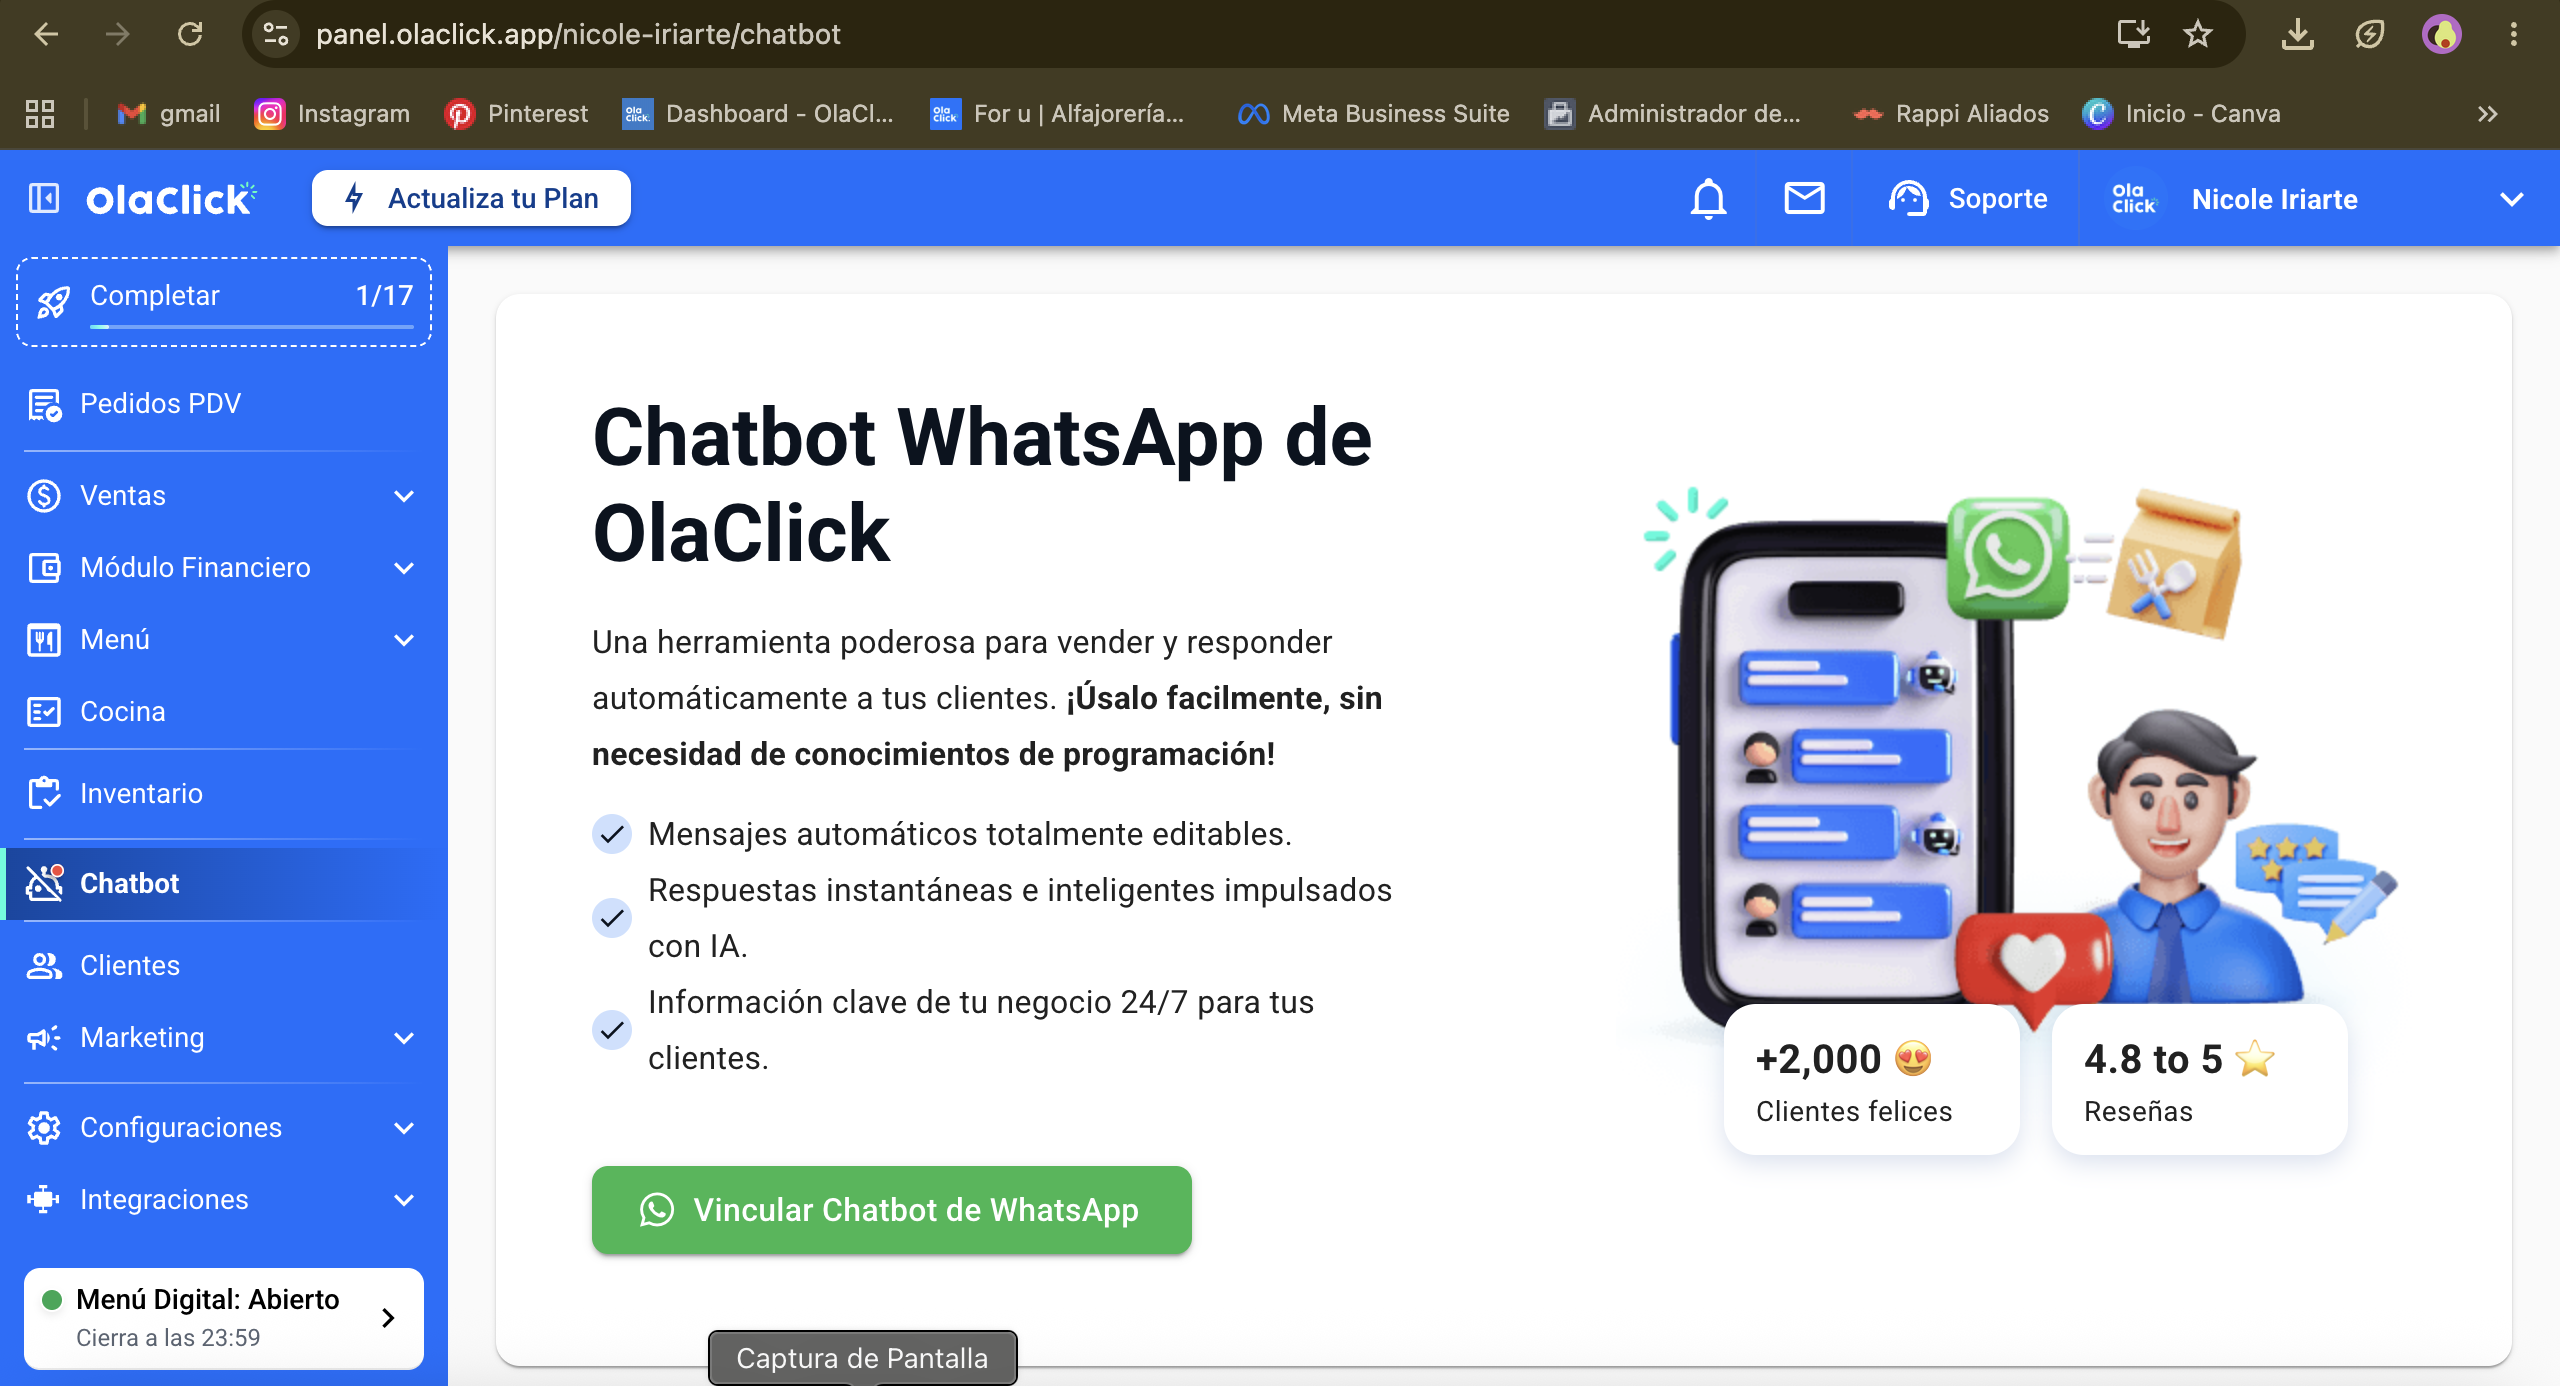 panel.olaclick.app/nicole-iriarte/chatbot
gmail
Instagram
Pinterest
Dashboard - OlaCl...
For u | Alfajorería...
Meta Business Suite
Administrador de...
Rappi Aliados
Inicio - Canva
olaclick
Actualiza tu Plan
Soporte
Ola Click
Nicole Iriarte
Completar 1/17
Pedidos PDV
Ventas
Módulo Financiero
Menú
Cocina
Inventario
Chatbot
Clientes
Marketing
Configuraciones
Integraciones
Menú Digital: Abierto
Cierra a las 23:59
Chatbot WhatsApp de
OlaClick
Una herramienta poderosa para vender y responder
automáticamente a tus clientes. ¡Úsalo facilmente, sin
necesidad de conocimientos de programación!
Mensajes automáticos totalmente editables.
Respuestas instantáneas e inteligentes impulsados
con IA.
Información clave de tu negocio 24/7 para tus
clientes.
Vincular Chatbot de WhatsApp
+2,000 😍
Clientes felices
4.8 to 5 ⭐
Reseñas
Captura de Pantalla